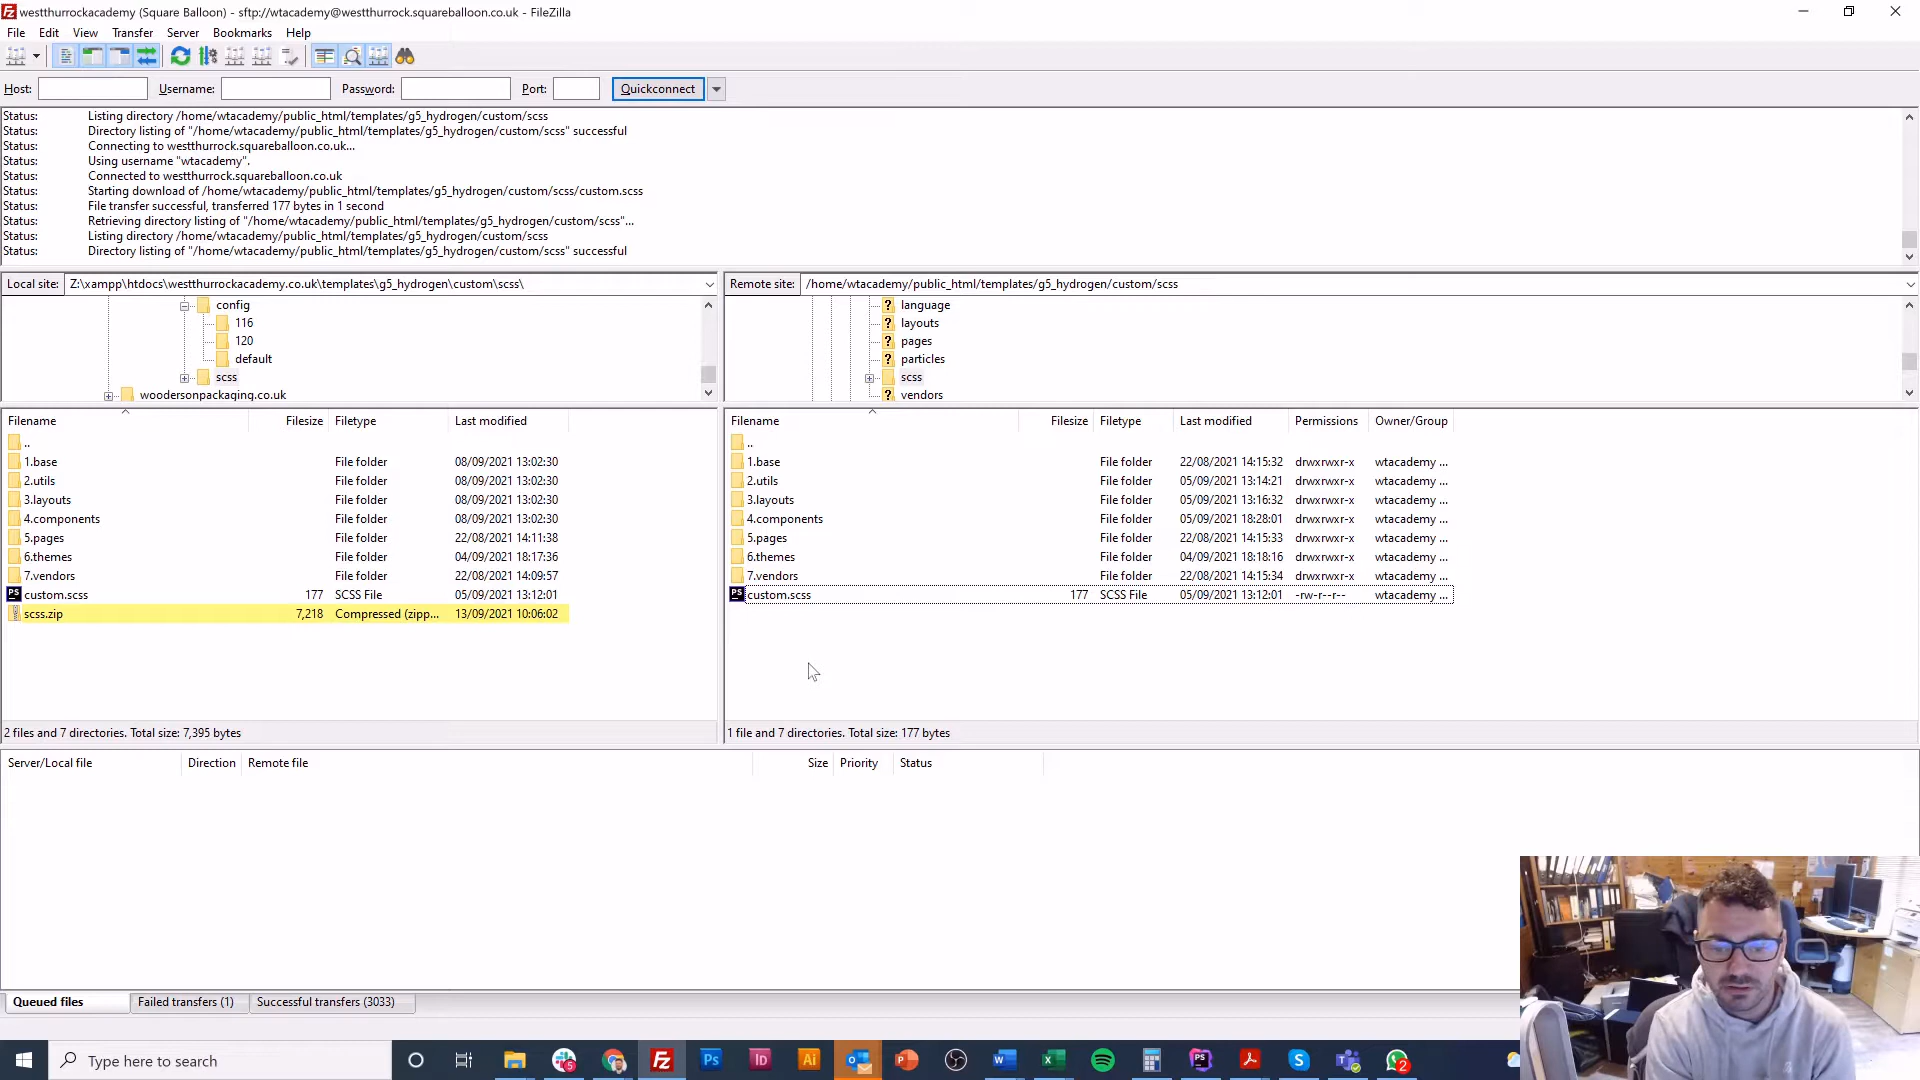 westthurrockacademy (Square Balloon) - sftp://wtacademy@westthurrock.squareballoon.co.uk - FileZilla
File Edit View Transfer Server Bookmarks Help
Host: Username: Password: Port: Quickconnect
Status: Listing directory /home/wtacademy/public_html/templates/g5_hydrogen/custom/scss
Status: Directory listing of "/home/wtacademy/public_html/templates/g5_hydrogen/custom/scss" successful
Status: Connecting to westthurrock.squareballoon.co.uk...
Status: Using username "wtacademy".
Status: Connected to westthurrock.squareballoon.co.uk
Status: Starting download of /home/wtacademy/public_html/templates/g5_hydrogen/custom/scss/custom.scss
Status: File transfer successful, transferred 177 bytes in 1 second
Status: Retrieving directory listing of "/home/wtacademy/public_html/templates/g5_hydrogen/custom/scss"...
Status: Listing directory /home/wtacademy/public_html/templates/g5_hydrogen/custom/scss
Status: Directory listing of "/home/wtacademy/public_html/templates/g5_hydrogen/custom/scss" successful
Local site: Z:\xampp\htdocs\westthurrockacademy.co.uk\templates\g5_hydrogen\custom\scss\
config
116
120
default
scss
woodersonpackaging.co.uk
Filename Filesize Filetype Last modified
..
1.base File folder 08/09/2021 13:02:30
2.utils File folder 08/09/2021 13:02:30
3.layouts File folder 08/09/2021 13:02:30
4.components File folder 08/09/2021 13:02:30
5.pages File folder 22/08/2021 14:11:38
6.themes File folder 04/09/2021 18:17:36
7.vendors File folder 22/08/2021 14:09:57
custom.scss 177 SCSS File 05/09/2021 13:12:01
scss.zip 7,218 Compressed (zipp... 13/09/2021 10:06:02
2 files and 7 directories. Total size: 7,395 bytes
Remote site: /home/wtacademy/public_html/templates/g5_hydrogen/custom/scss
language
layouts
pages
particles
scss
vendors
Filename Filesize Filetype Last modified Permissions Owner/Group
..
1.base File folder 22/08/2021 14:15:32 drwxrwxr-x wtacademy ...
2.utils File folder 05/09/2021 13:14:21 drwxrwxr-x wtacademy ...
3.layouts File folder 05/09/2021 13:16:32 drwxrwxr-x wtacademy ...
4.components File folder 05/09/2021 18:28:01 drwxrwxr-x wtacademy ...
5.pages File folder 22/08/2021 14:15:33 drwxrwxr-x wtacademy ...
6.themes File folder 04/09/2021 18:18:16 drwxrwxr-x wtacademy ...
7.vendors File folder 22/08/2021 14:15:34 drwxrwxr-x wtacademy ...
custom.scss 177 SCSS File 05/09/2021 13:12:01 -rw-r--r-- wtacademy ...
1 file and 7 directories. Total size: 177 bytes
Server/Local file Direction Remote file Size Priority Status
Queued files Failed transfers (1) Successful transfers (3033)
Type here to search